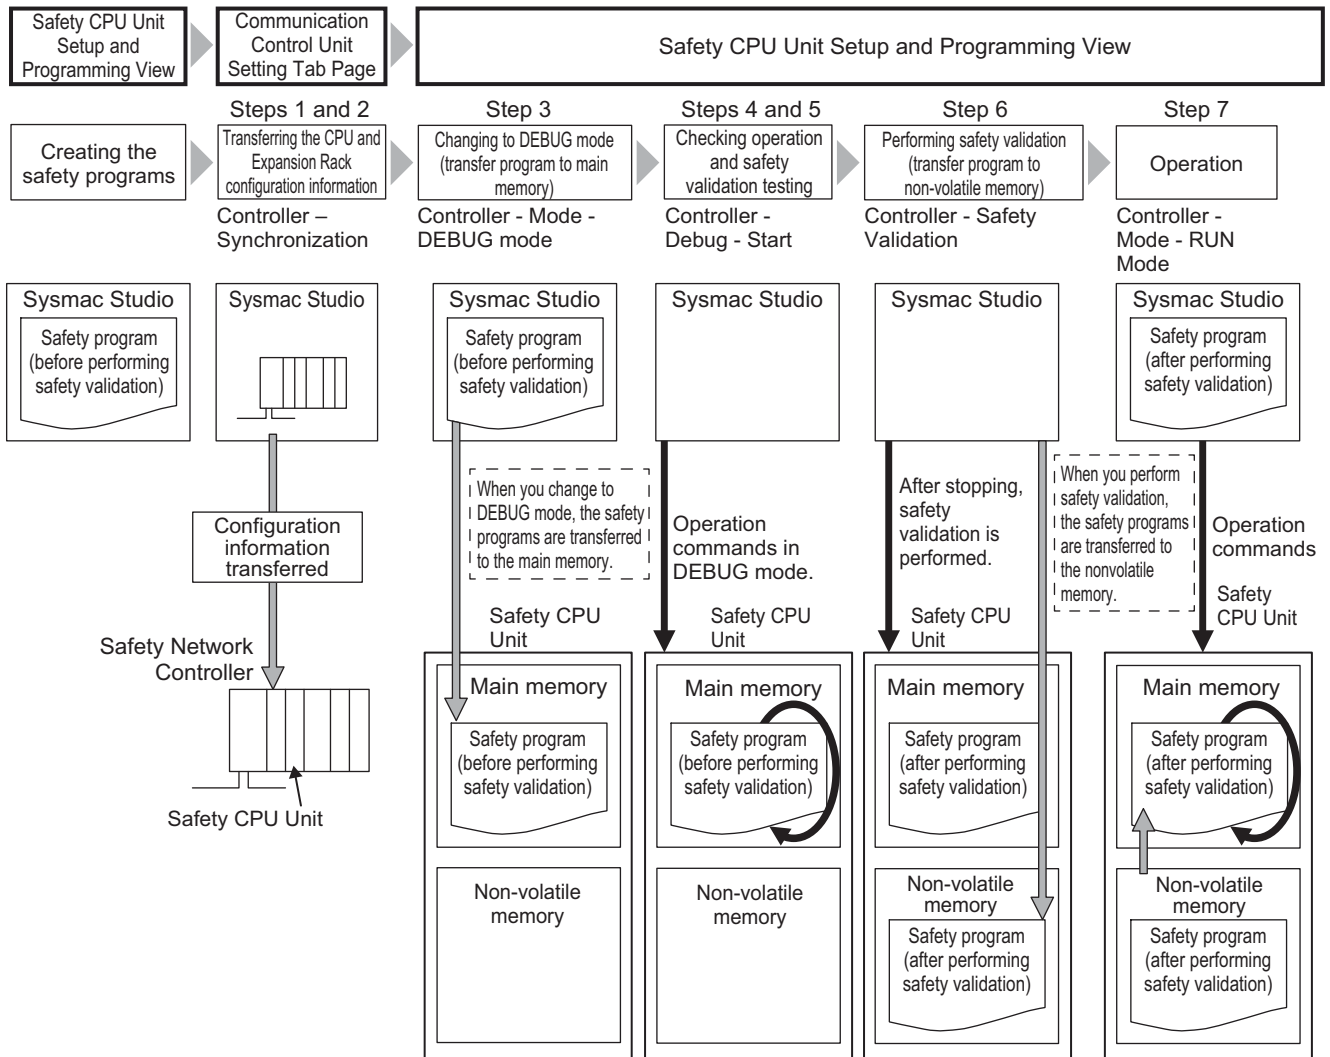 Safety CPU Unit
Setup and
Programming View
Communication
Control Unit
Setting Tab Page
Safety CPU Unit Setup and Programming View
Creating the
safety programs
Steps 1 and 2
Transferring the CPU and
Expansion Rack
configuration information
Controller –
Synchronization
Step 3
Changing to DEBUG mode
(transfer program to main
memory)
Controller - Mode -
DEBUG mode
Steps 4 and 5
Checking operation
and safety
validation testing
Controller -
Debug - Start
Step 6
Performing safety validation
(transfer program to
non-volatile memory)
Controller - Safety
Validation
Step 7
Operation
Controller -
Mode - RUN
Mode
Sysmac Studio
Safety program
(before performing
safety validation)
Sysmac Studio
Configuration
information
transferred
Safety Network
Controller
Safety CPU Unit
Sysmac Studio
Safety program
(before performing
safety validation)
When you change to
DEBUG mode, the safety
programs are transferred
to the main memory.
Safety CPU
Unit
Main memory
Safety program
(before performing
safety validation)
Non-volatile
memory
Sysmac Studio
Operation
commands in
DEBUG mode.
Safety CPU
Unit
Main memory
Safety program
(before performing
safety validation)
Non-volatile
memory
Sysmac Studio
After stopping,
safety
validation is
performed.
When you perform
safety validation,
the safety programs
are transferred to
the nonvolatile
memory.
Safety CPU
Unit
Main memory
Safety program
(after performing
safety validation)
Non-volatile
memory
Safety program
(after performing
safety validation)
Sysmac Studio
Safety program
(after performing
safety validation)
Operation
commands
Safety
CPU Unit
Main memory
Safety program
(after performing
safety validation)
Non-volatile
memory
Safety program
(after performing
safety validation)